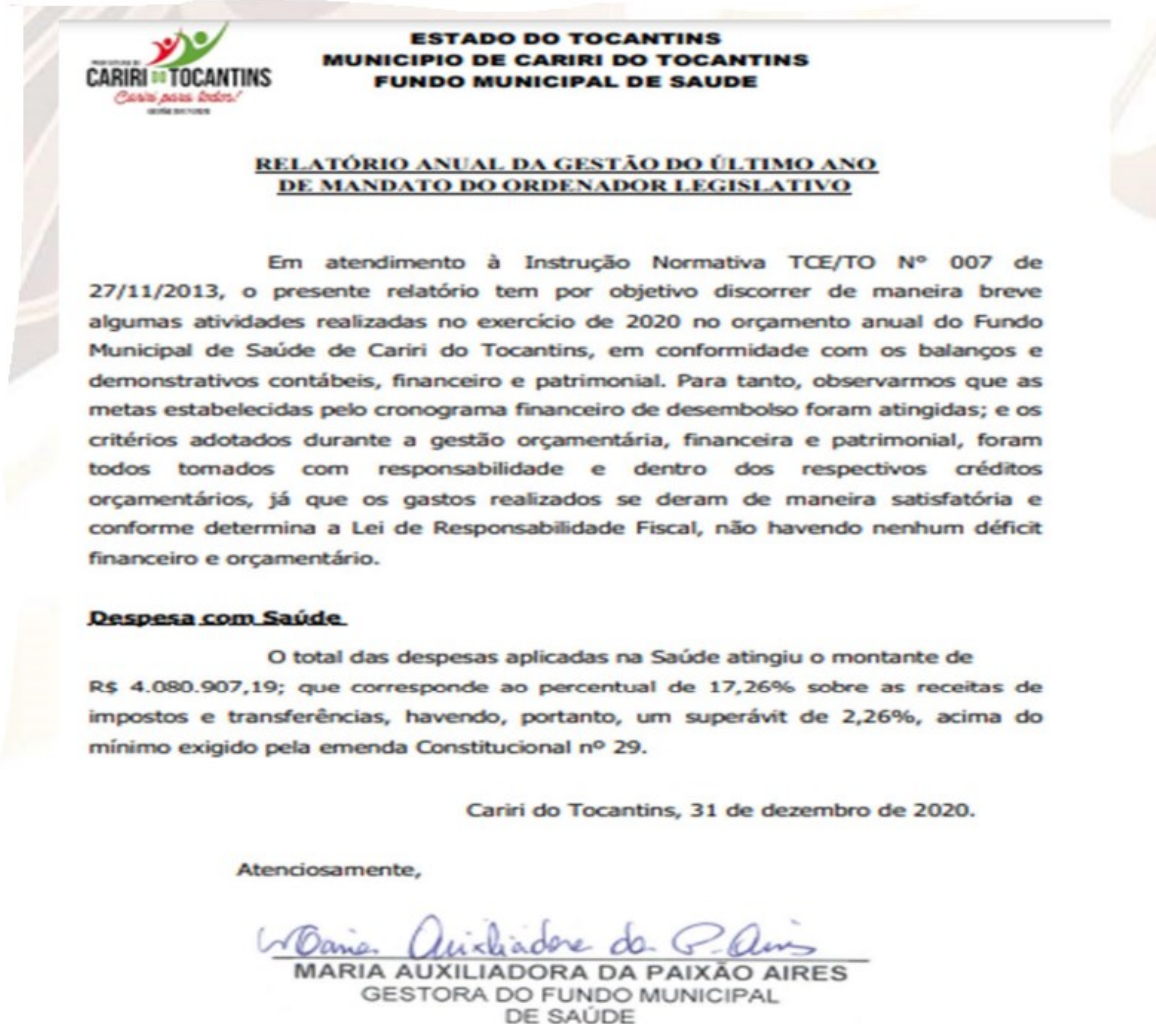 ESTADO DO TOCANTINS
MUNICIPIO DE CARIRI DO TOCANTINS
FUNDO MUNICIPAL DE SAUDE
CARIRI DO TOCANTINS
Cariri para todos!
RELATÓRIO ANUAL DA GESTÃO DO ÚLTIMO ANO
DE MANDATO DO ORDENADOR LEGISLATIVO
Em atendimento à Instrução Normativa TCE/TO Nº 007 de
27/11/2013, o presente relatório tem por objetivo discorrer de maneira breve
algumas atividades realizadas no exercício de 2020 no orçamento anual do Fundo
Municipal de Saúde de Cariri do Tocantins, em conformidade com os balanços e
demonstrativos contábeis, financeiro e patrimonial. Para tanto, observarmos que as
metas estabelecidas pelo cronograma financeiro de desembolso foram atingidas; e os
critérios adotados durante a gestão orçamentária, financeira e patrimonial, foram
todos tomados com responsabilidade e dentro dos respectivos créditos
orçamentários, já que os gastos realizados se deram de maneira satisfatória e
conforme determina a Lei de Responsabilidade Fiscal, não havendo nenhum déficit
financeiro e orçamentário.
Despesa com Saúde
O total das despesas aplicadas na Saúde atingiu o montante de
R$ 4.080.907,19; que corresponde ao percentual de 17,26% sobre as receitas de
impostos e transferências, havendo, portanto, um superávit de 2,26%, acima do
mínimo exigido pela emenda Constitucional nº 29.
Cariri do Tocantins, 31 de dezembro de 2020.
Atenciosamente,
Maria Auxiliadora da P. Aires
MARIA AUXILIADORA DA PAIXÃO AIRES
GESTORA DO FUNDO MUNICIPAL
DE SAÚDE